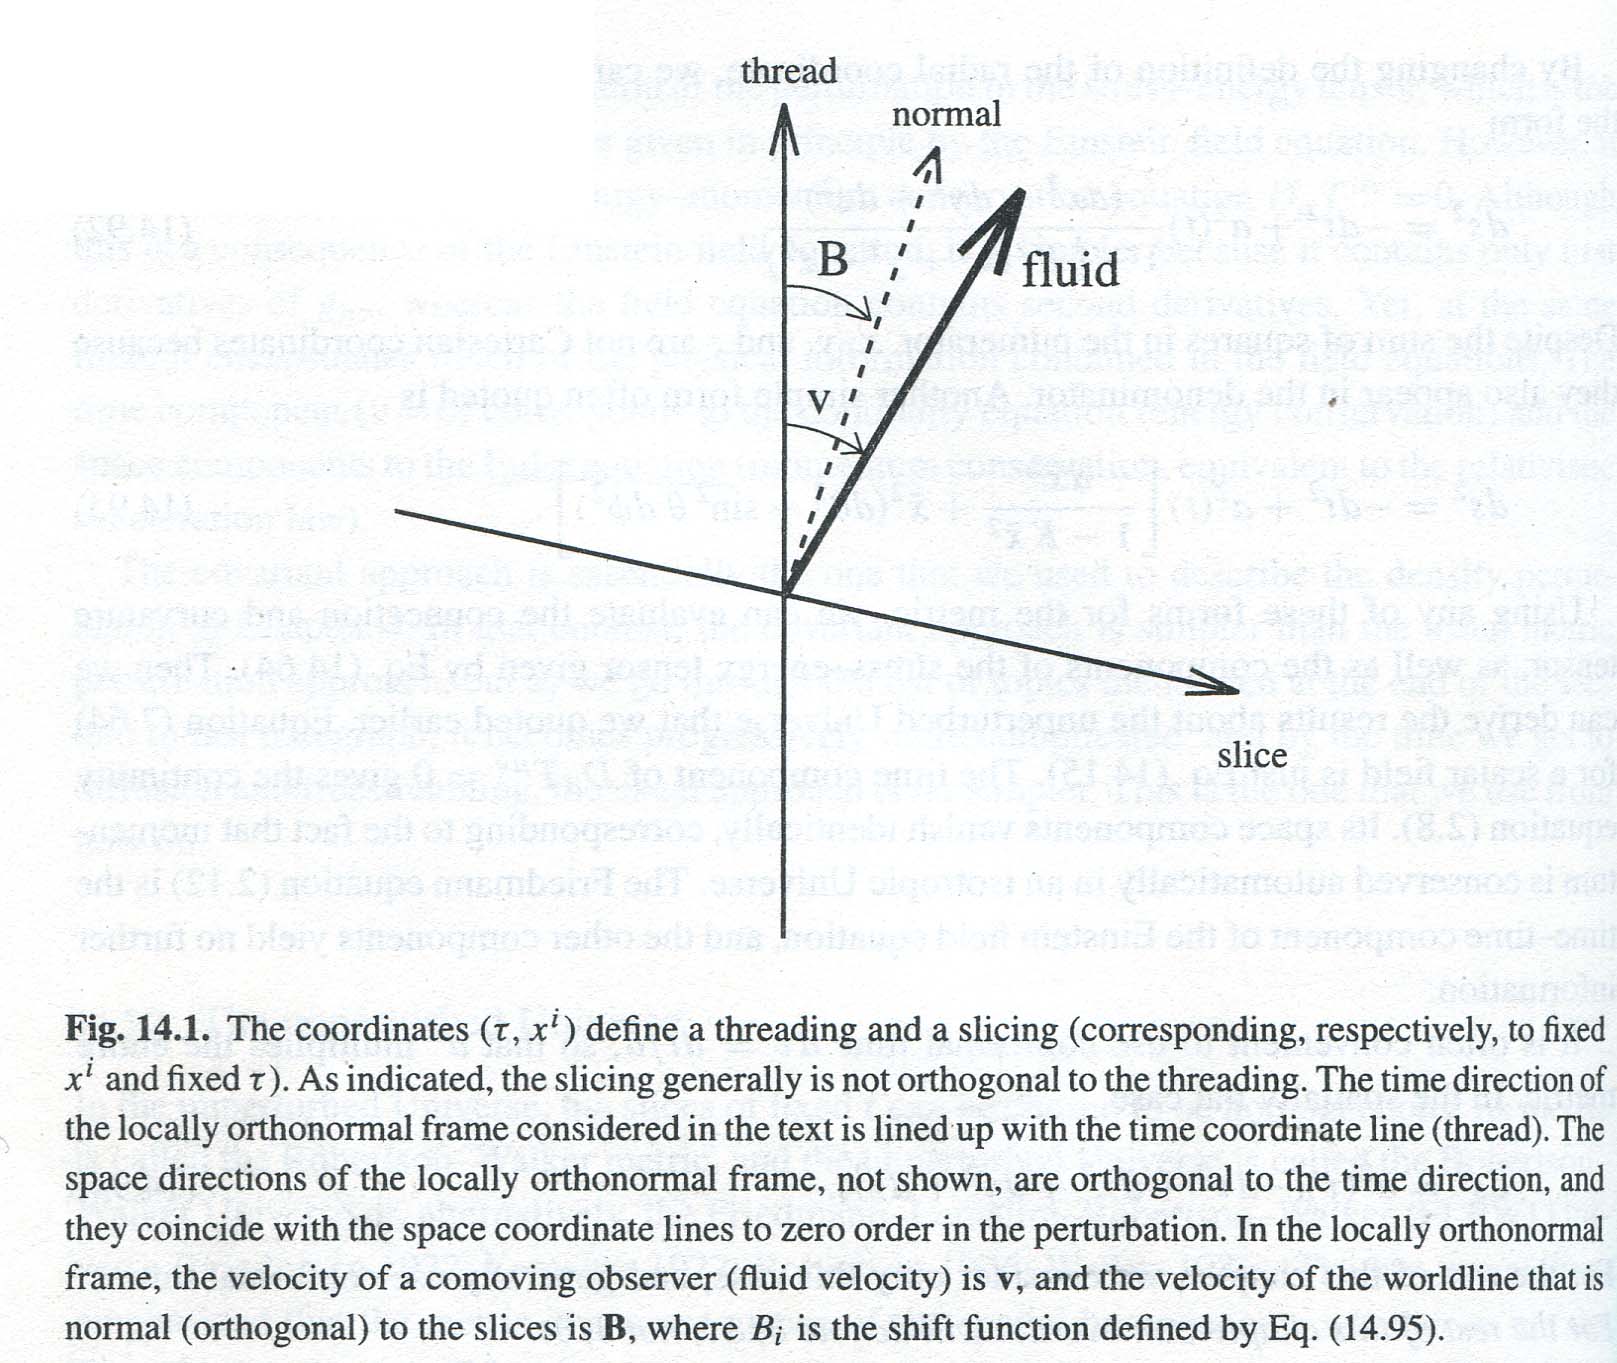 thread
normal
B
fluid
v
slice
Fig. 14.1. The coordinates (τ, xⁱ) define a threading and a slicing (corresponding, respectively, to fixed
xⁱ and fixed τ). As indicated, the slicing generally is not orthogonal to the threading. The time direction of
the locally orthonormal frame considered in the text is lined up with the time coordinate line (thread). The
space directions of the locally orthonormal frame, not shown, are orthogonal to the time direction, and
they coincide with the space coordinate lines to zero order in the perturbation. In the locally orthonormal
frame, the velocity of a comoving observer (fluid velocity) is v, and the velocity of the worldline that is
normal (orthogonal) to the slices is B, where Bᵢ is the shift function defined by Eq. (14.95).